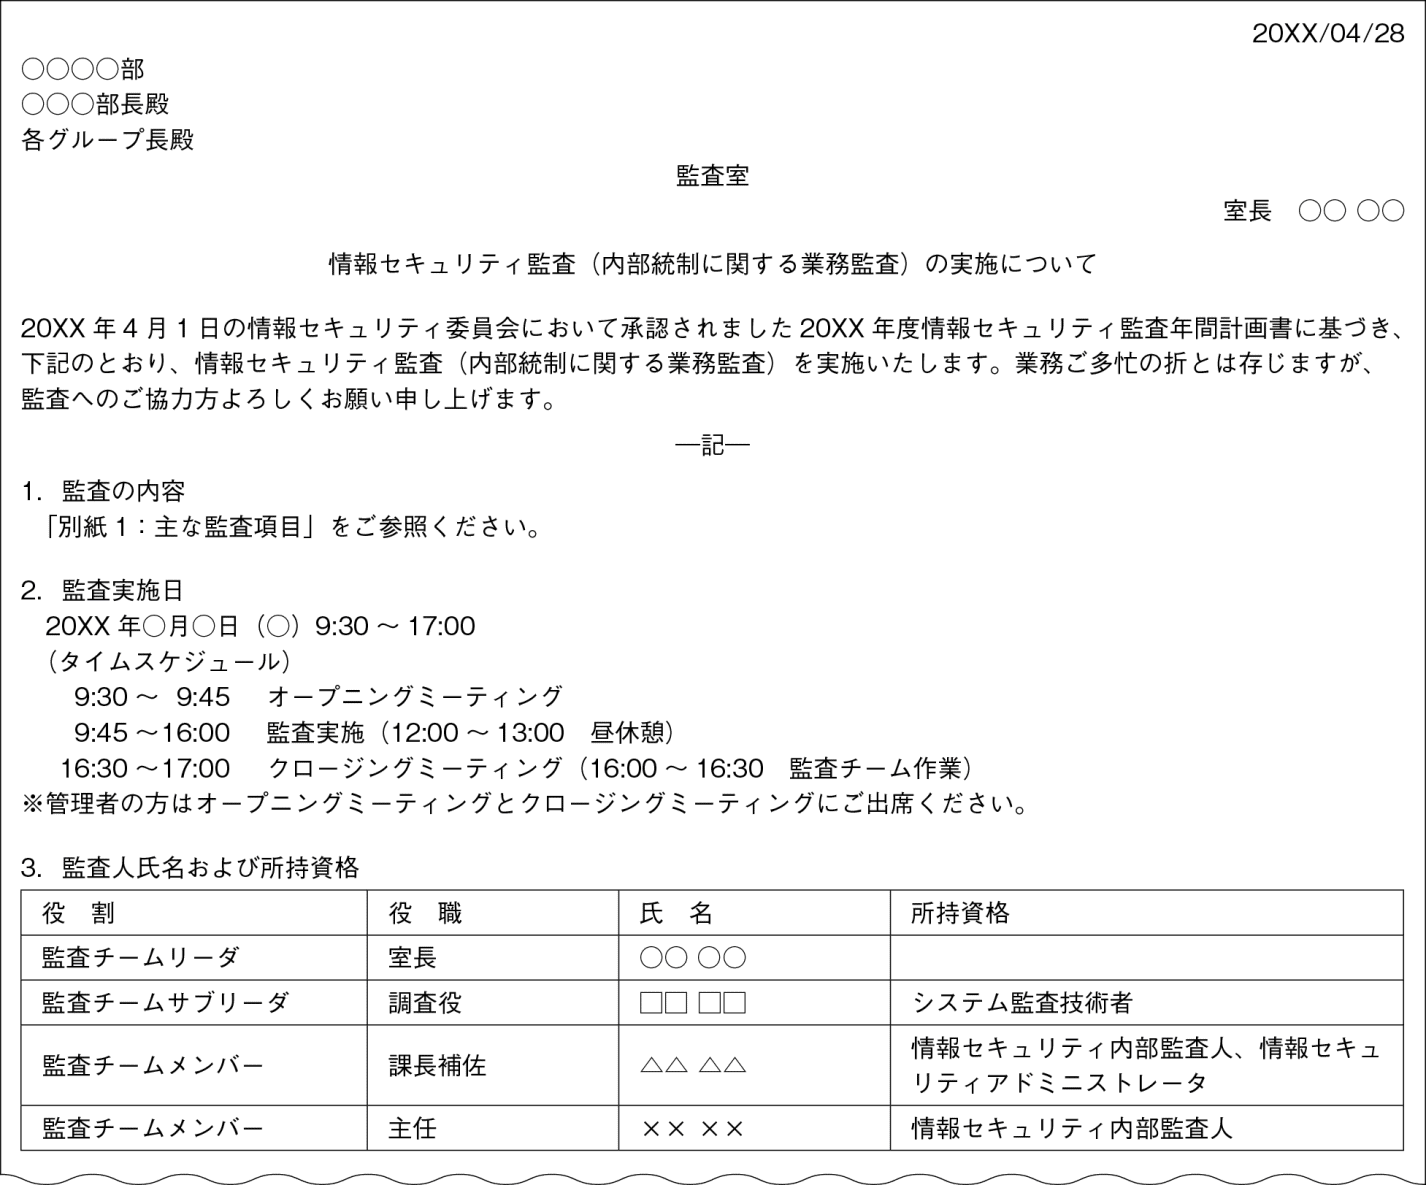 20XX/04/28
○○○○部
○○○部長殿
各グループ長殿
監査室
室長　○○ ○○
情報セキュリティ監査（内部統制に関する業務監査）の実施について
20XX 年 4 月 1 日の情報セキュリティ委員会において承認されました 20XX 年度情報セキュリティ監査年間計画書に基づき、
下記のとおり、情報セキュリティ監査（内部統制に関する業務監査）を実施いたします。業務ご多忙の折とは存じますが、
監査へのご協力方よろしくお願い申し上げます。
―記―
1．監査の内容
「別紙 1：主な監査項目」をご参照ください。
2．監査実施日
20XX 年○月○日（○）9:30 ～ 17:00
（タイムスケジュール）
9:30 ～ 9:45　オープニングミーティング
9:45 ～16:00　監査実施（12:00 ～ 13:00　昼休憩）
16:30 ～17:00　クロージングミーティング（16:00 ～ 16:30　監査チーム作業）
※管理者の方はオープニングミーティングとクロージングミーティングにご出席ください。
3．監査人氏名および所持資格
役　割　役　職　氏　名　所持資格
監査チームリーダ　室長　○○ ○○
監査チームサブリーダ　調査役　□□ □□　システム監査技術者
監査チームメンバー　課長補佐　△△ △△　情報セキュリティ内部監査人、情報セキュ
リティアドミニストレータ
監査チームメンバー　主任　×× ××　情報セキュリティ内部監査人